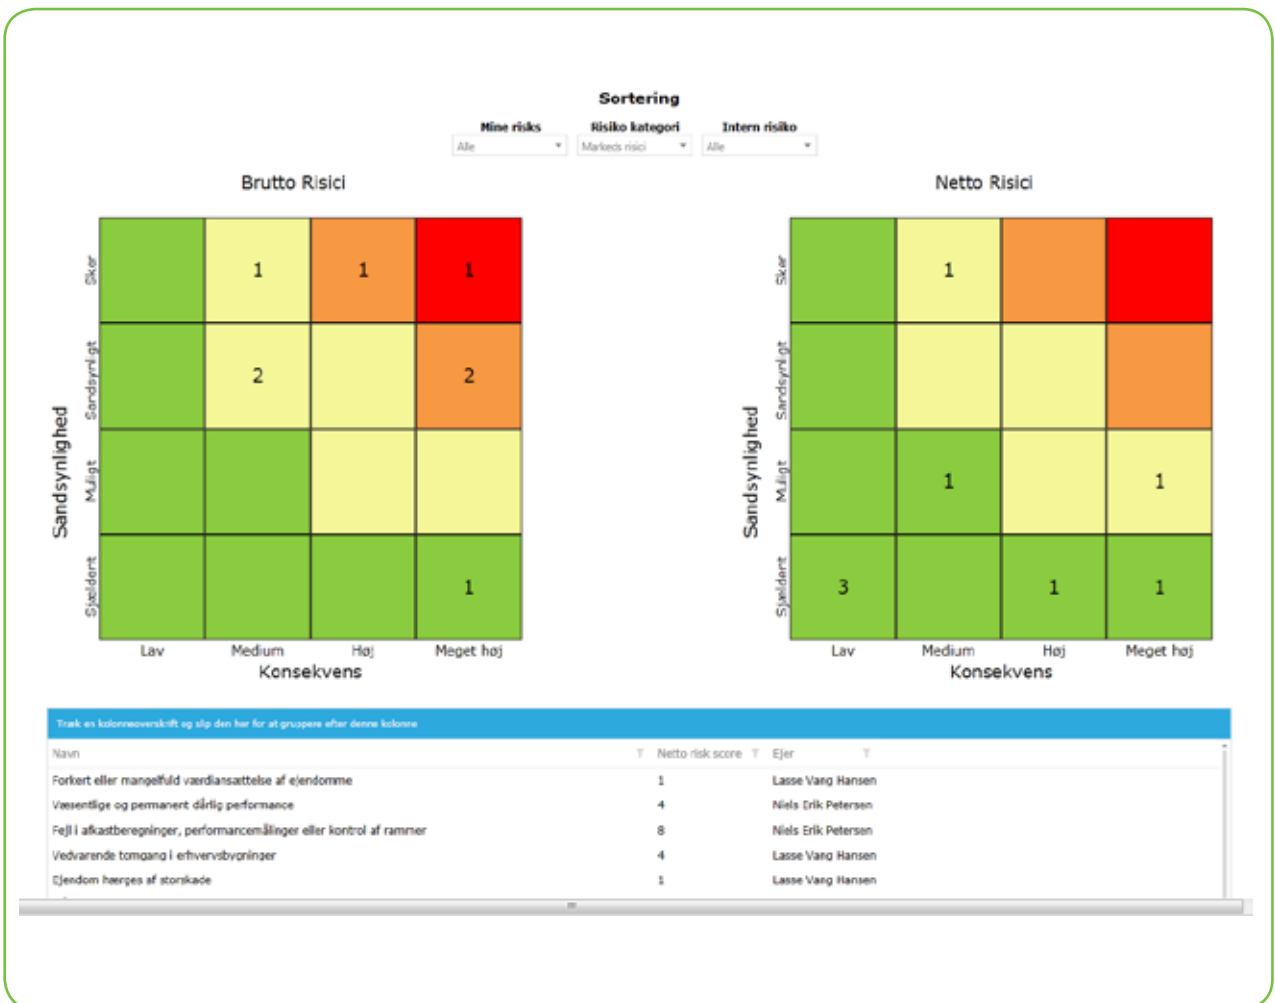 Sortering
Mine risks Risiko kategori Intern risiko
Alle Markeds risici Alle
Brutto Risici Netto Risici
Sker 1 1 1 Sker 1
Sandsynligt 2 2 Sandsynligt
Muligt Muligt 1 1
Sjældent 1 Sjældent 3 1 1
Sandsynlighed Sandsynlighed
Lav Medium Høj Meget høj Lav Medium Høj Meget høj
Konsekvens Konsekvens
Træk en kolonneoverskrift og slip den her for at gruppere efter denne kolonne
Navn Netto risk score Ejer
Forkert eller mangelfuld værdiansættelse af ejendomme 1 Lasse Vang Hansen
Væsentlige og permanent dårlig performance 4 Niels Erik Petersen
Fejl i afkastberegninger, performancemålinger eller kontrol af rammer 8 Niels Erik Petersen
Vedvarende tomgang i erhvervsbygninger 4 Lasse Vang Hansen
Ejendom hærges af storskade 1 Lasse Vang Hansen